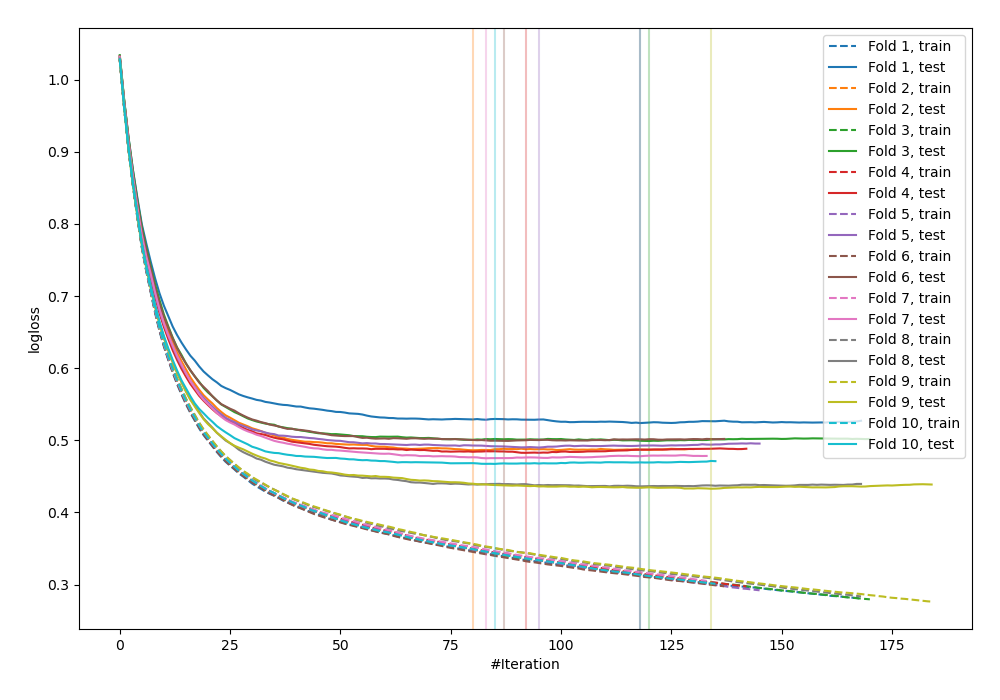 1.0
0.9
0.8
0.7
0.6
0.5
0.4
0.3
logloss
0
25
50
75
100
125
150
175
#Iteration
Fold 1, train
Fold 1, test
Fold 2, train
Fold 2, test
Fold 3, train
Fold 3, test
Fold 4, train
Fold 4, test
Fold 5, train
Fold 5, test
Fold 6, train
Fold 6, test
Fold 7, train
Fold 7, test
Fold 8, train
Fold 8, test
Fold 9, train
Fold 9, test
Fold 10, train
Fold 10, test